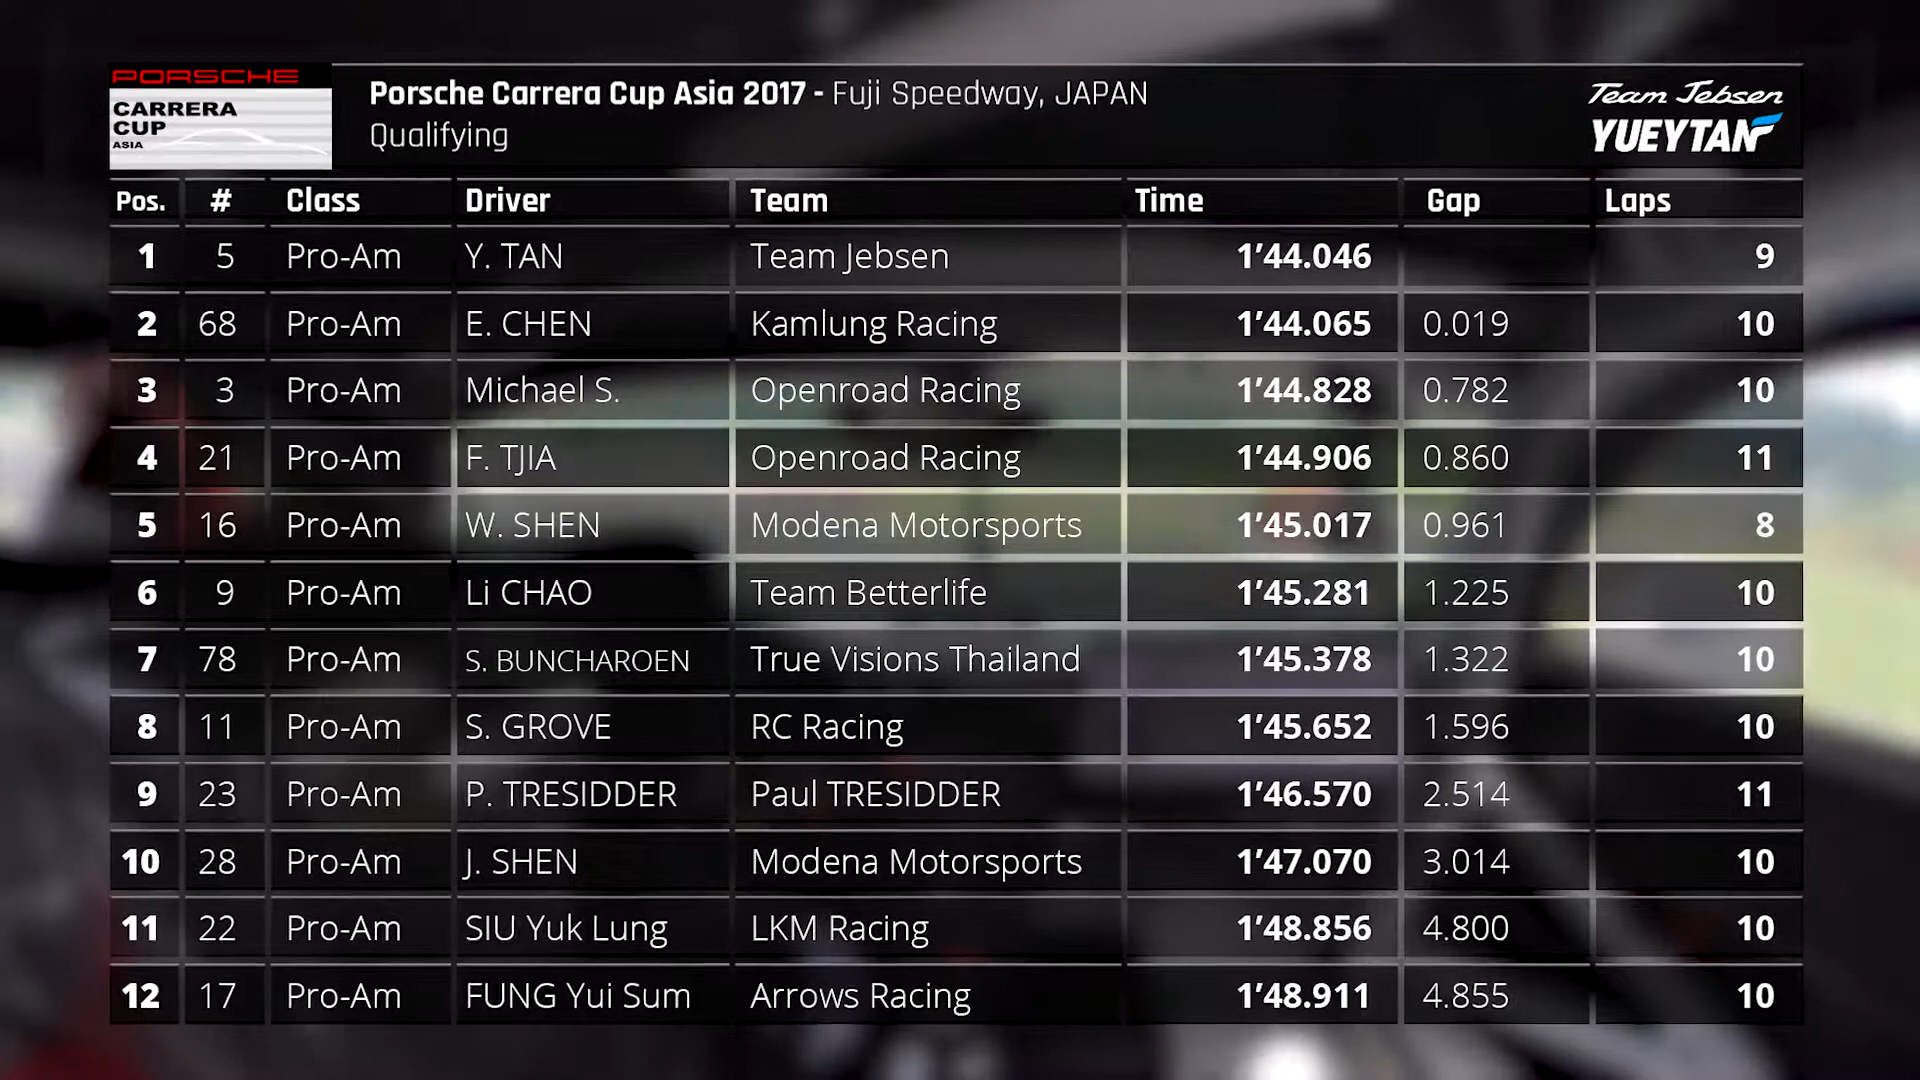 PORSCHE
CARRERA
CUP
ASIA
Porsche Carrera Cup Asia 2017 - Fuji Speedway, JAPAN
Qualifying
Team Jebsen
YUEYTAN
Pos. # Class Driver Team Time Gap Laps
1 5 Pro-Am Y. TAN Team Jebsen 1’44.046 9
2 68 Pro-Am E. CHEN Kamlung Racing 1’44.065 0.019 10
3 3 Pro-Am Michael S. Openroad Racing 1’44.828 0.782 10
4 21 Pro-Am F. TJIA Openroad Racing 1’44.906 0.860 11
5 16 Pro-Am W. SHEN Modena Motorsports 1’45.017 0.961 8
6 9 Pro-Am Li CHAO Team Betterlife 1’45.281 1.225 10
7 78 Pro-Am S. BUNCHAROEN True Visions Thailand 1’45.378 1.322 10
8 11 Pro-Am S. GROVE RC Racing 1’45.652 1.596 10
9 23 Pro-Am P. TRESIDDER Paul TRESIDDER 1’46.570 2.514 11
10 28 Pro-Am J. SHEN Modena Motorsports 1’47.070 3.014 10
11 22 Pro-Am SIU Yuk Lung LKM Racing 1’48.856 4.800 10
12 17 Pro-Am FUNG Yui Sum Arrows Racing 1’48.911 4.855 10